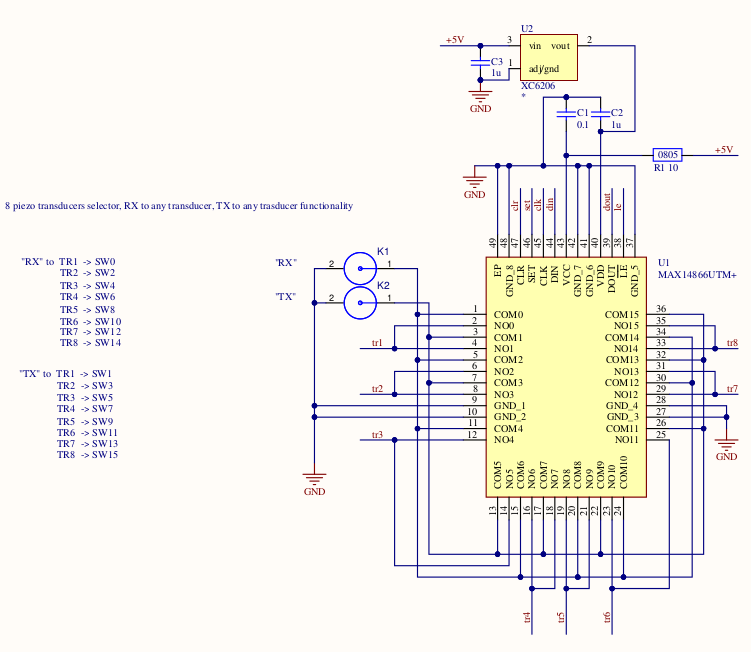 U2
+5V
3
vin
vout
2
C3
1u
1
adj/gnd
XC6206
*
GND
C1
0.1
C2
1u
0805
+5V
R1 10
GND
clr
set
clk
din
dout
le
8 piezo transducers selector, RX to any transducer, TX to any trasducer functionality
49
48
47
46
45
44
43
42
41
40
39
38
37
U1
MAX14866UTM+
EP
GND_8
CLR
SET
CLK
DIN
VCC
GND_7
GND_6
VDD
DOUT
LE
GND_5
"RX" to TR1 -> SW0
TR2 -> SW2
TR3 -> SW4
TR4 -> SW6
TR5 -> SW8
TR6 -> SW10
TR7 -> SW12
TR8 -> SW14
"TX" to TR1 -> SW1
TR2 -> SW3
TR3 -> SW5
TR4 -> SW7
TR5 -> SW9
TR6 -> SW11
TR7 -> SW13
TR8 -> SW15
"RX"
2
K1
1
"TX"
2
K2
1
1 COM0
2 NO0
3 COM1
tr1 4 NO1
5 COM2
6 NO2
7 COM3
tr2 8 NO3
9 GND_1
10 GND_2
11 COM4
tr3 12 NO4
COM15 36
NO15 35
COM14 34
NO14 33 tr8
COM13 32
NO13 31
COM12 30
NO12 29 tr7
GND_4 28
GND_3 27
COM11 26
NO11 25
GND
GND
COM5
NO5
COM6
NO6
COM7
NO7
NO8
COM8
NO9
COM9
NO10
COM10
13
14
15
16
17
18
19
20
21
22
23
24
tr4
tr5
tr6